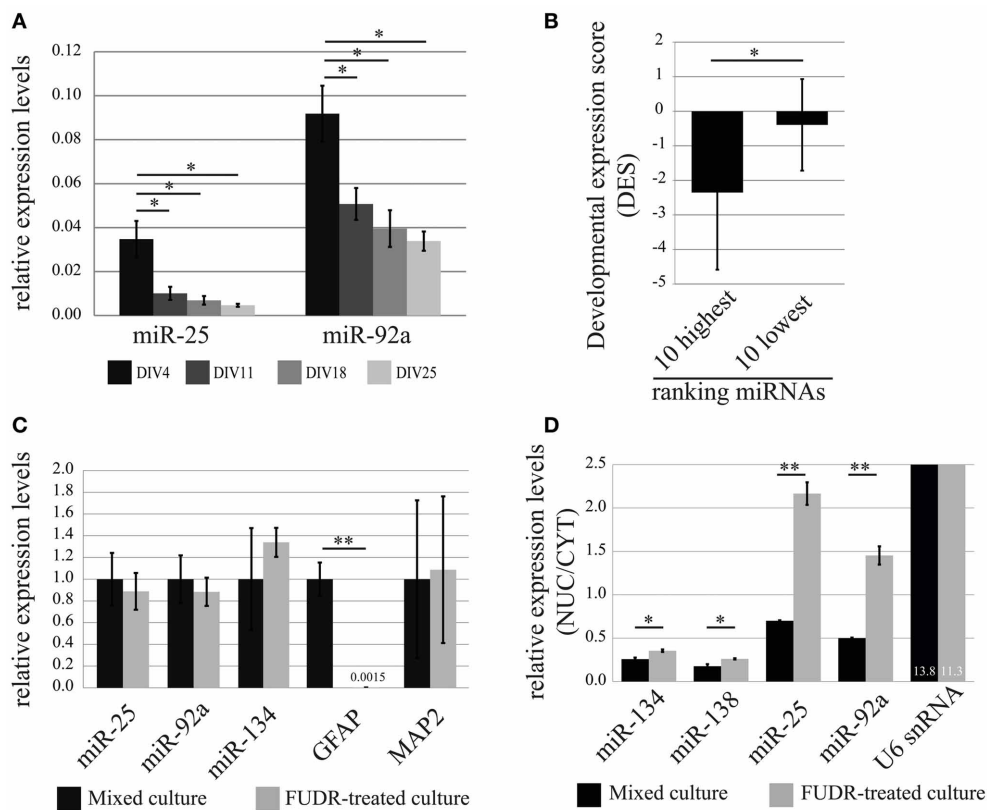 A
relative expression levels
0.12
0.10
0.08
0.06
0.04
0.02
0.00
*
*
*
*
*
*
miR-25
miR-92a
DIV4
DIV11
DIV18
DIV25
B
Developmental expression score
(DES)
2
1
0
-1
-2
-3
-4
-5
*
10 highest
10 lowest
ranking miRNAs
C
relative expression levels
2.0
1.8
1.6
1.4
1.2
1.0
0.8
0.6
0.4
0.2
0.0
**
0.0015
miR-25
miR-92a
miR-134
GFAP
MAP2
Mixed culture
FUDR-treated culture
D
relative expression levels
(NUC/CYT)
2.5
2.0
1.5
1.0
0.5
0.0
*
*
**
**
13.8
11.3
miR-134
miR-138
miR-25
miR-92a
U6 snRNA
Mixed culture
FUDR-treated culture